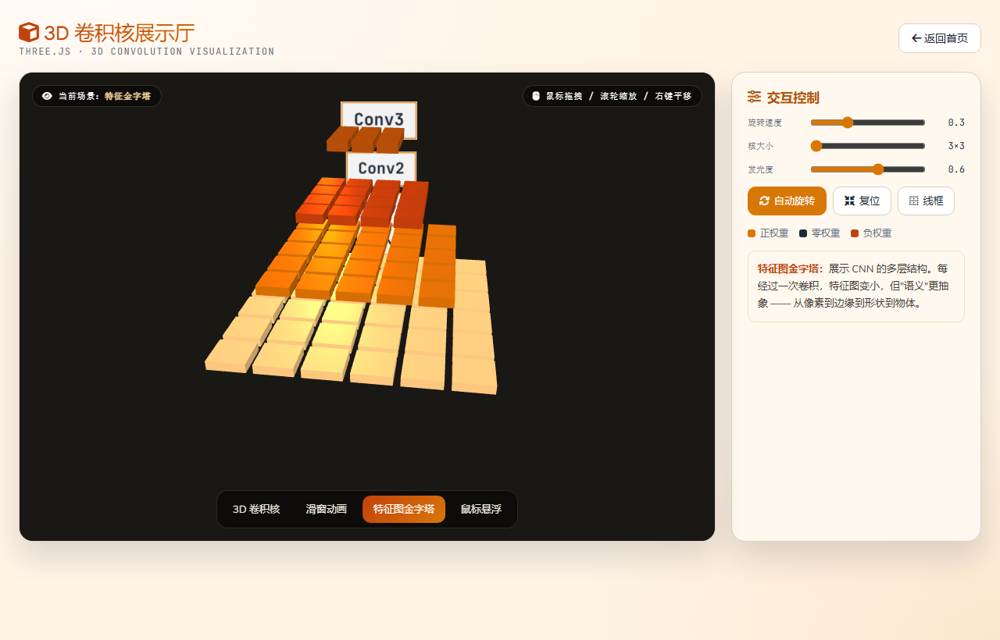 3D 卷积核展示厅
THREE.JS · 3D CONVOLUTION VISUALIZATION
返回首页
当前场景：特征金字塔
鼠标拖拽 / 滚轮缩放 / 右键平移
Conv3
Conv2
3D 卷积核
滑窗动画
特征图金字塔
鼠标悬浮
交互控制
旋转速度 0.3
核大小 3×3
发光度 0.6
自动旋转
复位
线框
正权重
零权重
负权重
特征图金字塔：展示 CNN 的多层结构。每
经过一次卷积，特征图变小，但"语义"更抽
象 —— 从像素到边缘到形状到物体。